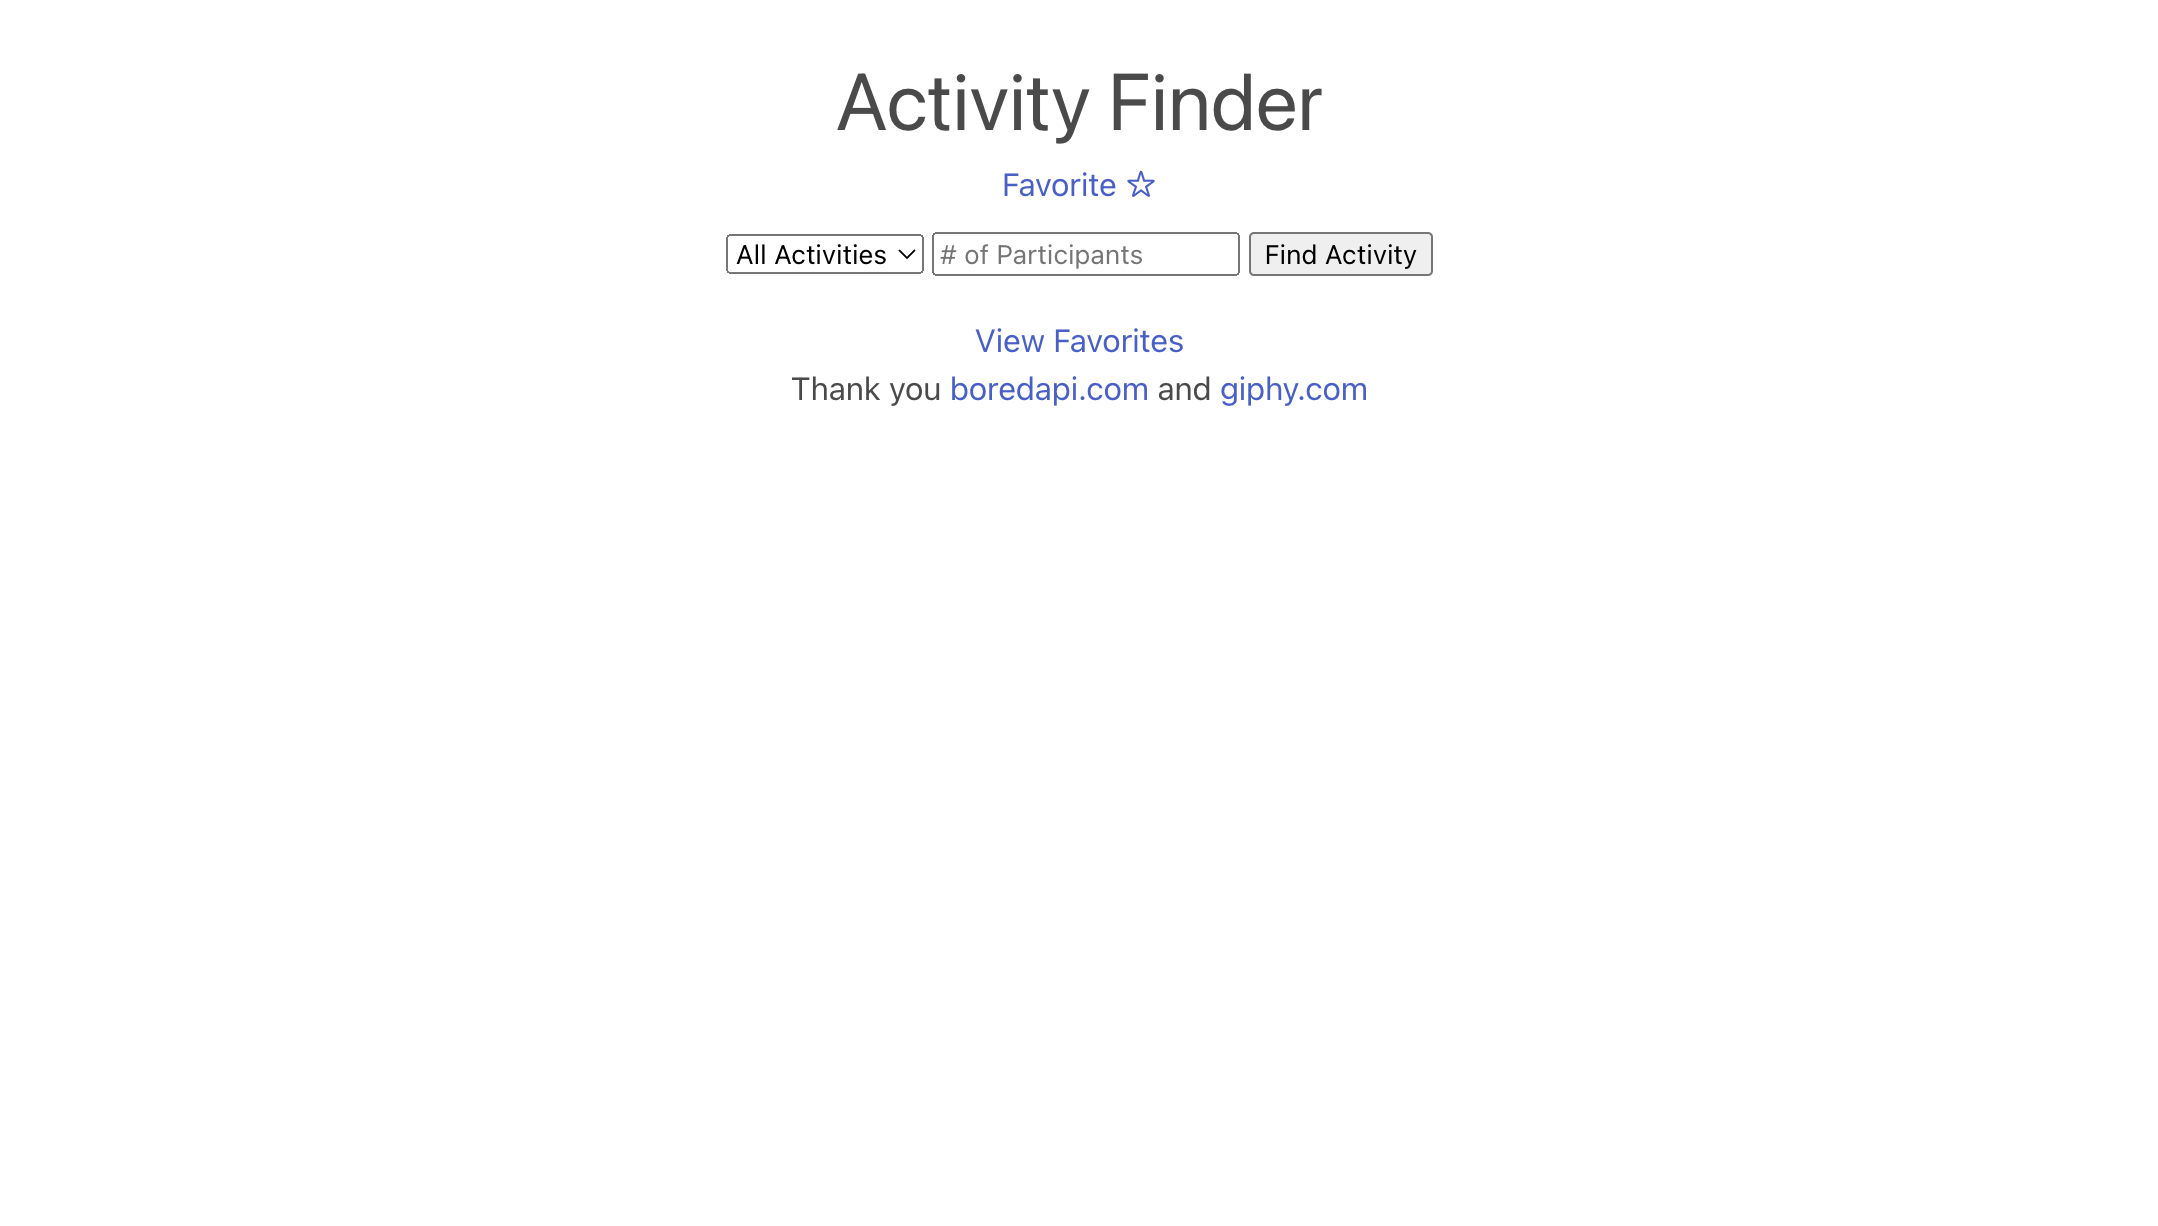 Activity Finder
Favorite ☆
All Activities # of Participants Find Activity
View Favorites
Thank you boredapi.com and giphy.com